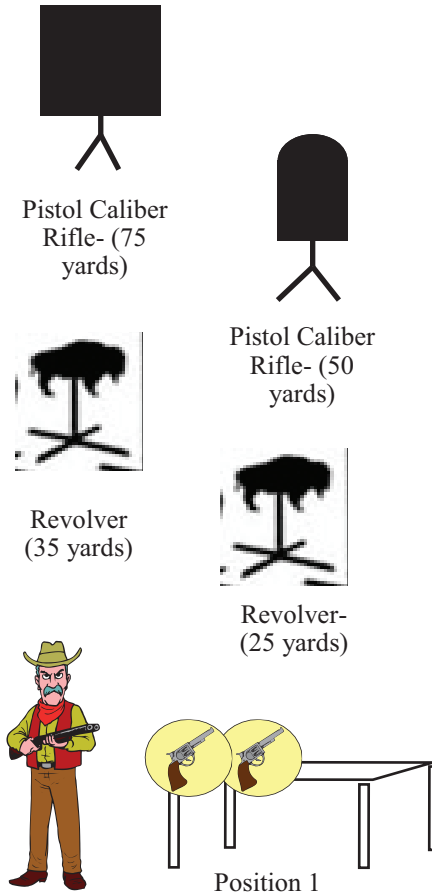 Pistol Caliber
Rifle- (75
yards)
Pistol Caliber
Rifle- (50
yards)
Revolver
(35 yards)
Revolver-
(25 yards)
Position 1